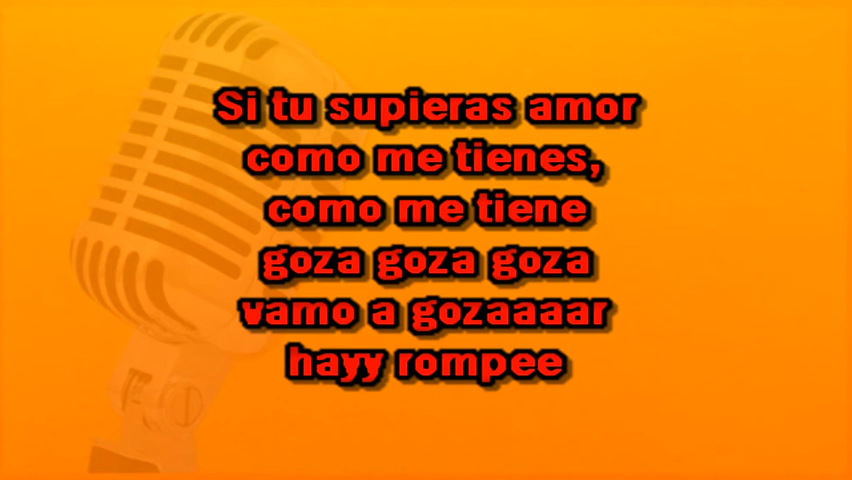 Si tu supieras amor
como me tienes,
como me tiene
goza goza goza
vamo a gozaaaar
hayy rompee